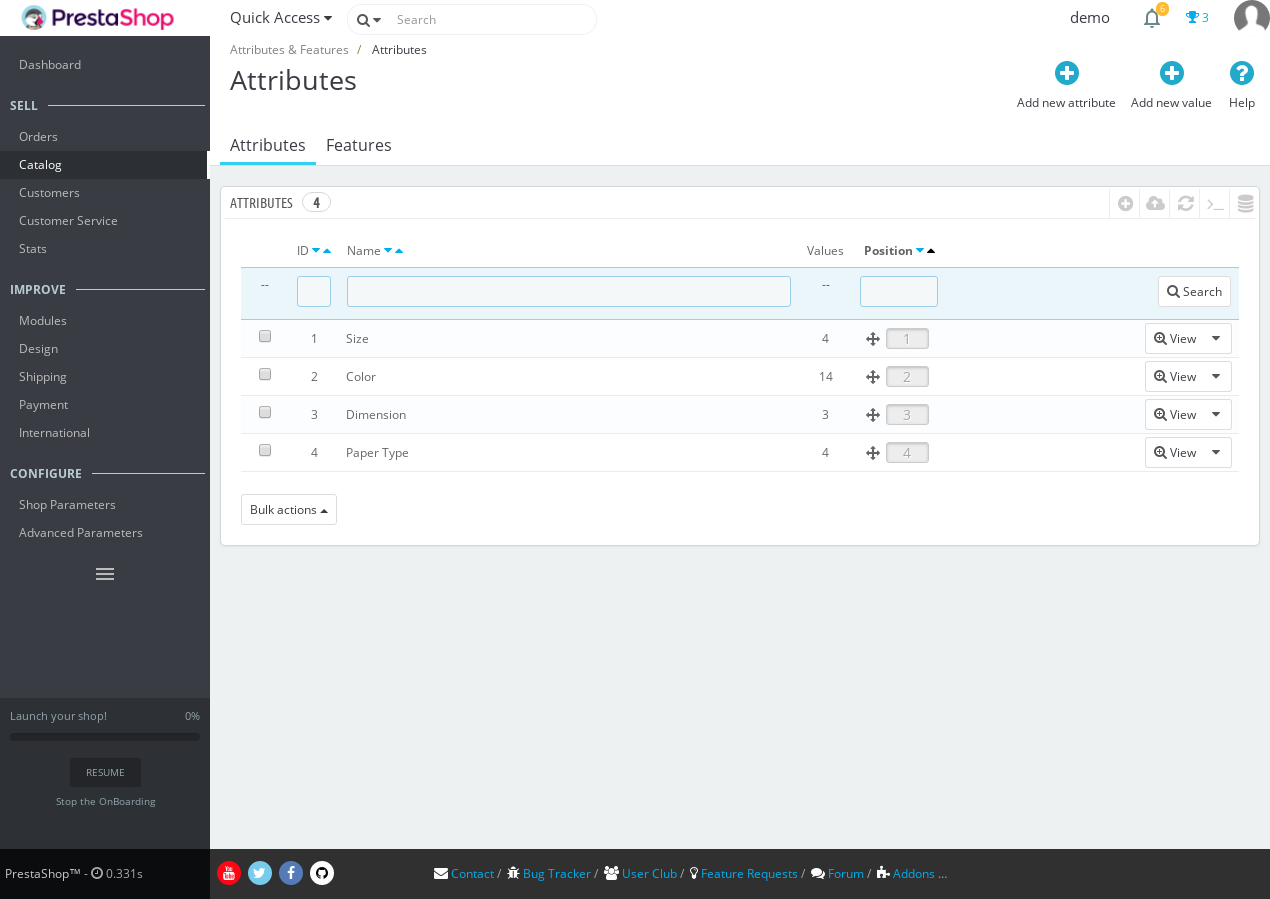 PrestaShop
Quick Access
Search
demo
6
3
Attributes & Features / Attributes
Attributes
Add new attribute
Add new value
Help
Attributes
Features
Dashboard
SELL
Orders
Catalog
Customers
Customer Service
Stats
IMPROVE
Modules
Design
Shipping
Payment
International
CONFIGURE
Shop Parameters
Advanced Parameters
Launch your shop! 0%
RESUME
Stop the OnBoarding
PrestaShop™ - 0.331s
ATTRIBUTES 4
ID Name Values Position
-- -- Search
1 Size 4 1 View
2 Color 14 2 View
3 Dimension 3 3 View
4 Paper Type 4 4 View
Bulk actions
Contact / Bug Tracker / User Club / Feature Requests / Forum / Addons ...